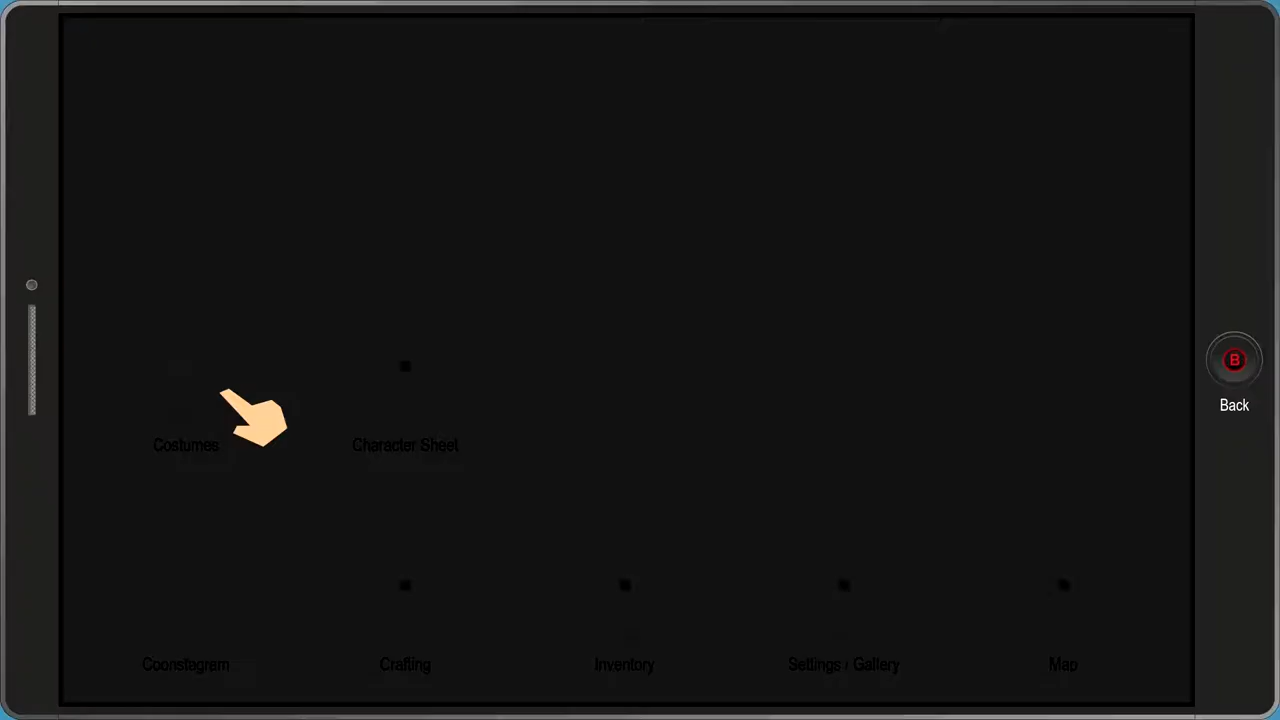 B
Back
Costumes
Character Sheet
Coonstagram
Crafting
Inventory
Settings / Gallery
Map